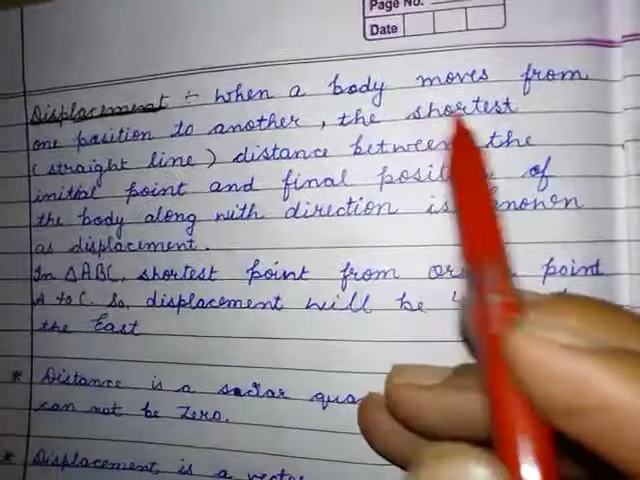 Page No.
Date
Displacement ÷ When a body moves from
one position to another, the shortest
(straight line) distance between the
initial point and final of
the body along with direction is
as displacement.
In ΔABC, shortest point from point
A to C. So, displacement will be
the East
* Distance is a scalar
can not be zero.
* Displacement is a